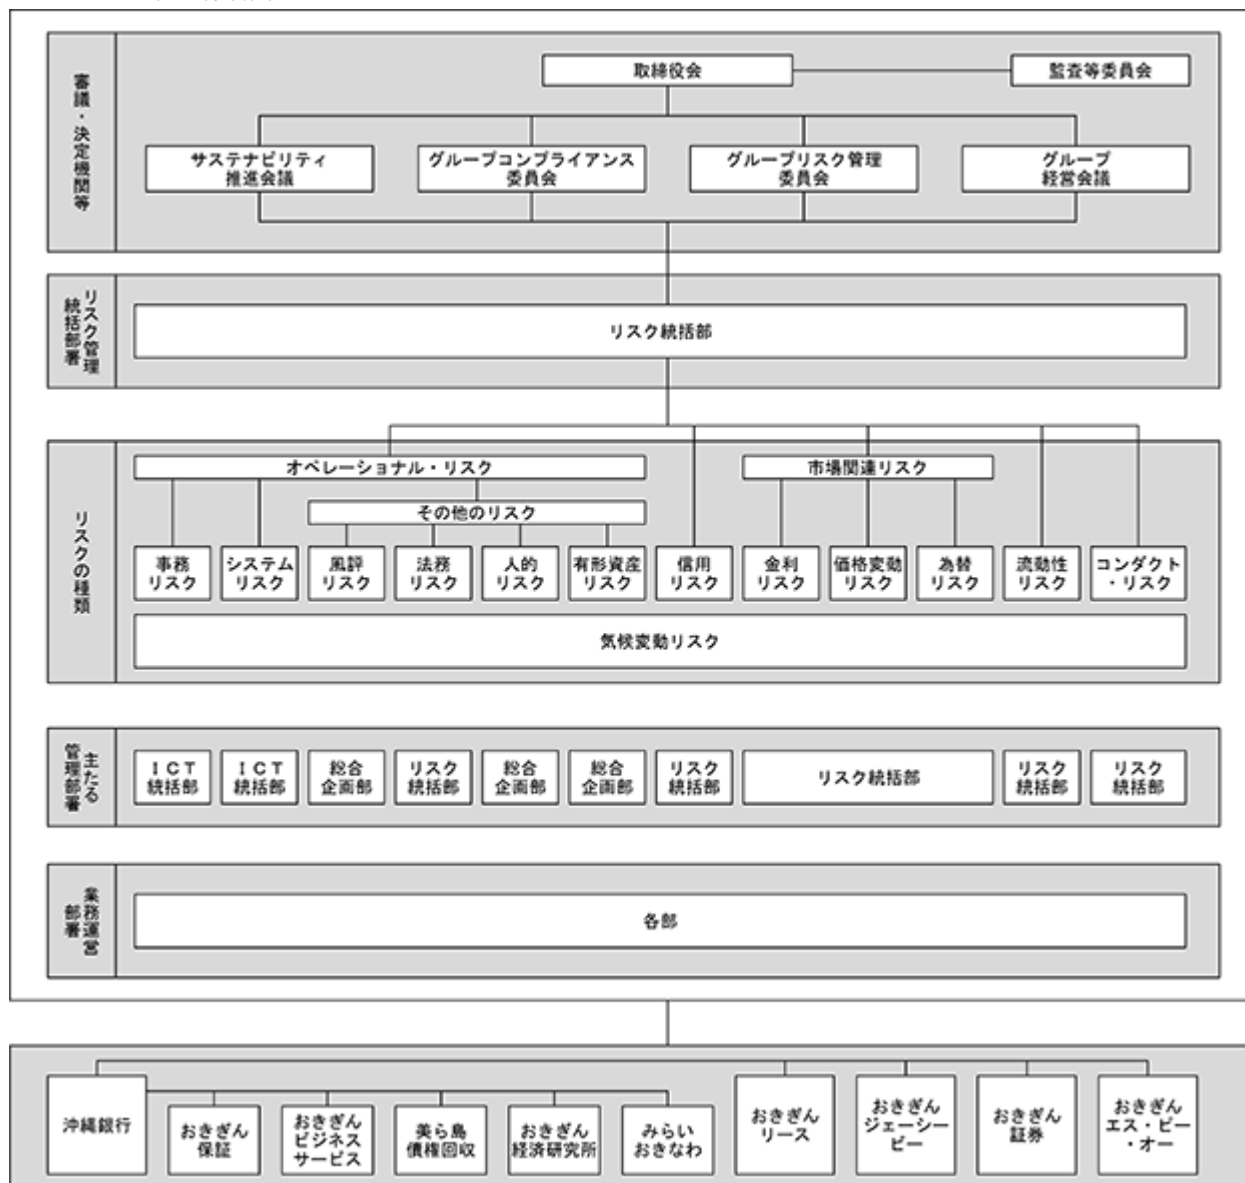 審議・決定機関等
取締役会
監査等委員会
サステナビリティ
推進会議
グループコンプライアンス
委員会
グループリスク管理
委員会
グループ
経営会議
リスク管理
統括部署
リスク統括部
リスクの種類
オペレーショナル・リスク
市場関連リスク
その他のリスク
事務
リスク
システム
リスク
風評
リスク
法務
リスク
人的
リスク
有形資産
リスク
信用
リスク
金利
リスク
価格変動
リスク
為替
リスク
流動性
リスク
コンダクト
・リスク
気候変動リスク
主たる
管理部署
ＩＣＴ
統括部
ＩＣＴ
統括部
総合
企画部
リスク
統括部
総合
企画部
総合
企画部
リスク
統括部
リスク統括部
リスク
統括部
リスク
統括部
業務運営
部署
各部
沖縄銀行
おきぎん
保証
おきぎん
ビジネス
サービス
美ら島
債権回収
おきぎん
経済研究所
みらい
おきなわ
おきぎん
リース
おきぎん
ジェーシー
ビー
おきぎん
証券
おきぎん
エス・ピー
・オー